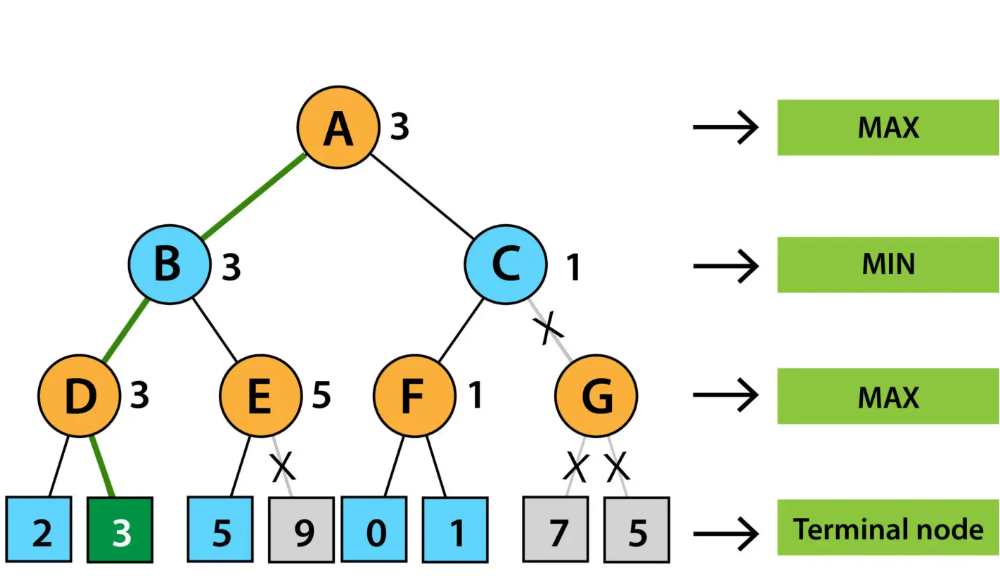 A 3
MAX
B 3
C 1
MIN
D 3
E 5
F 1
G
MAX
X
X
X X
2 3 5 9 0 1 7 5
Terminal node